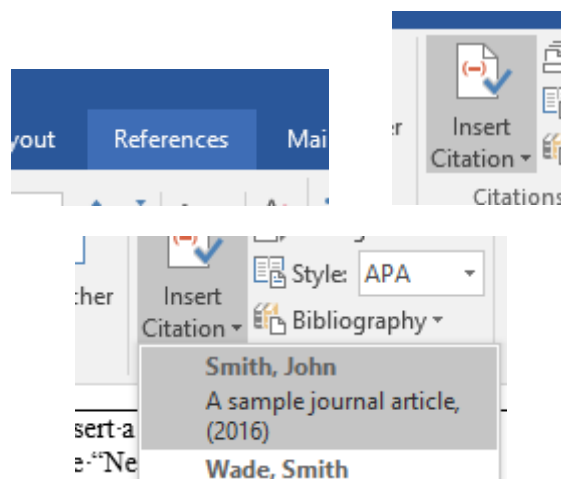 yout References Mai
r Insert
Citation
Citations
Style: APA
ther Insert
Citation Bibliography
Smith, John
A sample journal article,
(2016)
sert·a
e·“Ne
Wade, Smith